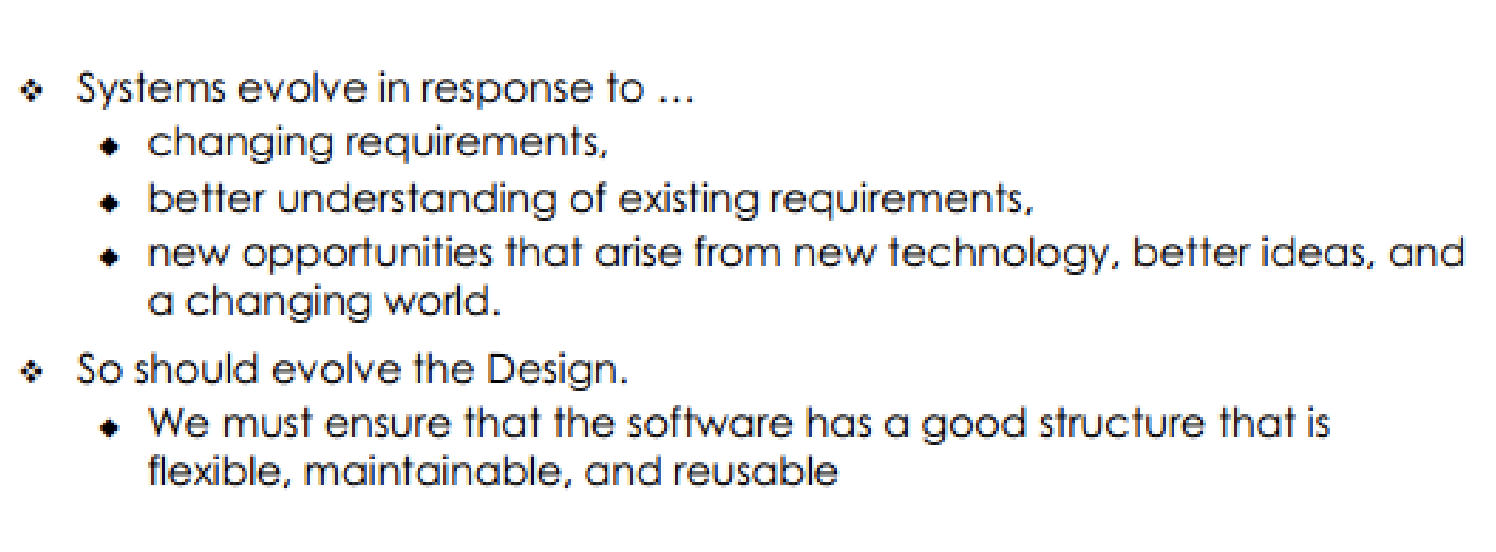 Systems evolve in response to ...
changing requirements,
better understanding of existing requirements,
new opportunities that arise from new technology, better ideas, and
a changing world.
So should evolve the Design.
We must ensure that the software has a good structure that is
flexible, maintainable, and reusable